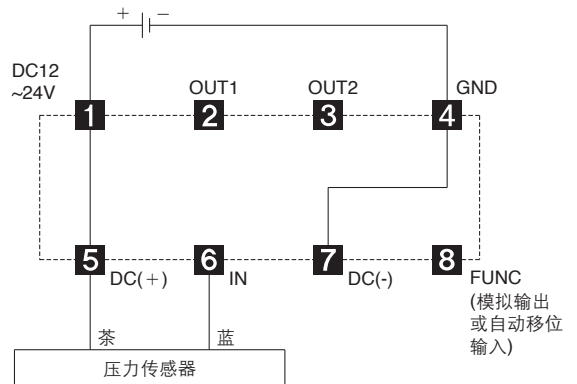 + −
DC12
~24V
OUT1
OUT2
GND
1
2
3
4
5
6
7
8
DC(+)
IN
DC(-)
FUNC
(模拟输出
或自动移位
输入)
茶
蓝
压力传感器